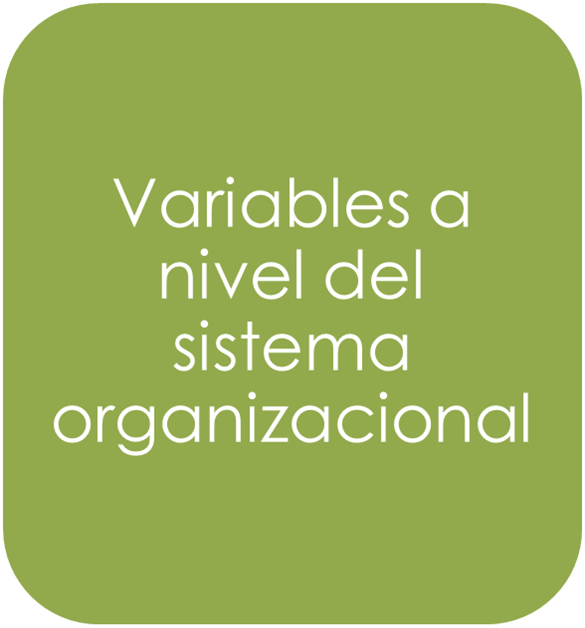 Variables a
nivel del
sistema
organizacional